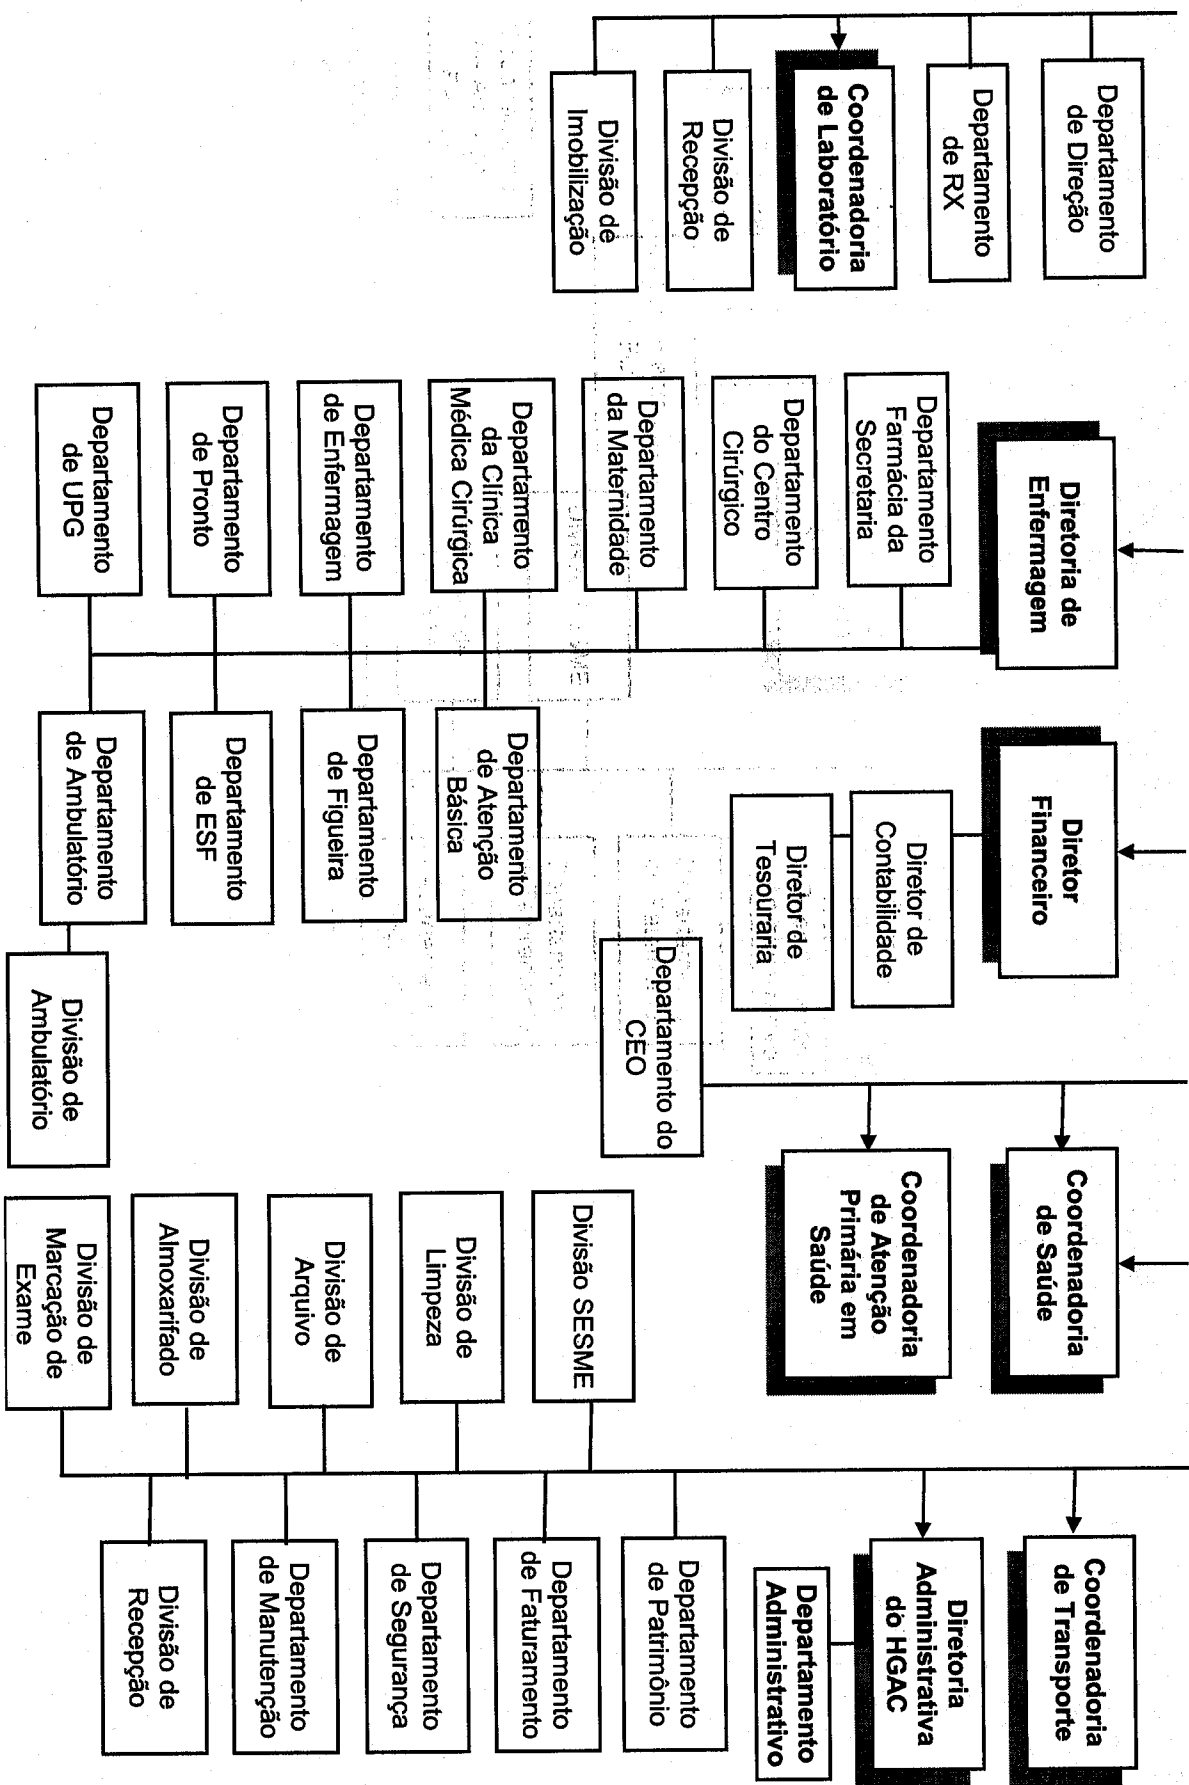 Departamento
de Direção
Departamento
de RX
Coordenadoria
de Laboratório
Divisão de
Recepção
Divisão de
Imobilização
Diretoria de
Enfermagem
Departamento
Farmácia da
Secretaria
Departamento
do Centro
Cirúrgico
Departamento
da Maternidade
Departamento
da Clínica
Médica Cirúrgica
Departamento
de Enfermagem
Departamento
de Pronto
Departamento
de UPG
Departamento
de Atenção
Básica
Departamento
de Figueira
Departamento
de ESF
Departamento
de Ambulatório
Divisão de
Ambulatório
Diretor
Financeiro
Diretor de
Contabilidade
Diretor de
Tesouraria
Coordenadoria
de Saúde
Coordenadoria
de Atenção
Primária em
Saúde
Departamento do
CEO
Coordenadoria
de Transporte
Diretoria
Administrativa
do HGAC
Departamento
Administrativo
Divisão SESME
Divisão de
Limpeza
Divisão de
Arquivo
Divisão de
Almoxarifado
Divisão de
Marcação de
Exame
Departamento
de Patrimônio
Departamento
de Faturamento
Departamento
de Segurança
Departamento
de Manutenção
Divisão de
Recepção